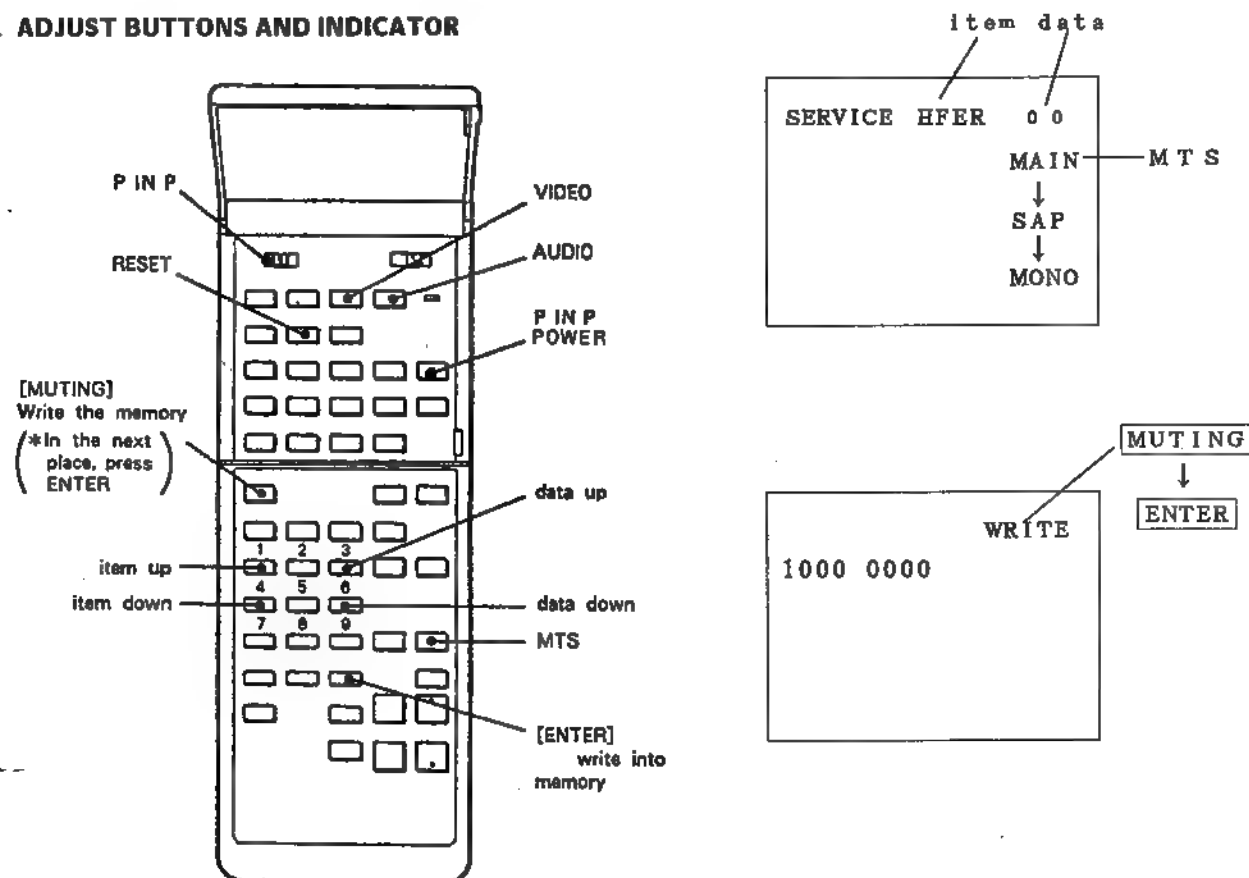 . ADJUST BUTTONS AND INDICATOR
P IN P
RESET
VIDEO
AUDIO
P IN P
POWER
[MUTING]
Write the memory
(*In the next
place, press
ENTER)
item up
item down
1 2 3
4 5 6
7 8 9
data up
data down
MTS
[ENTER]
write into
memory
item data
SERVICE HFER 00
MAIN MTS
SAP
MONO
MUTING
ENTER
WRITE
1000 0000